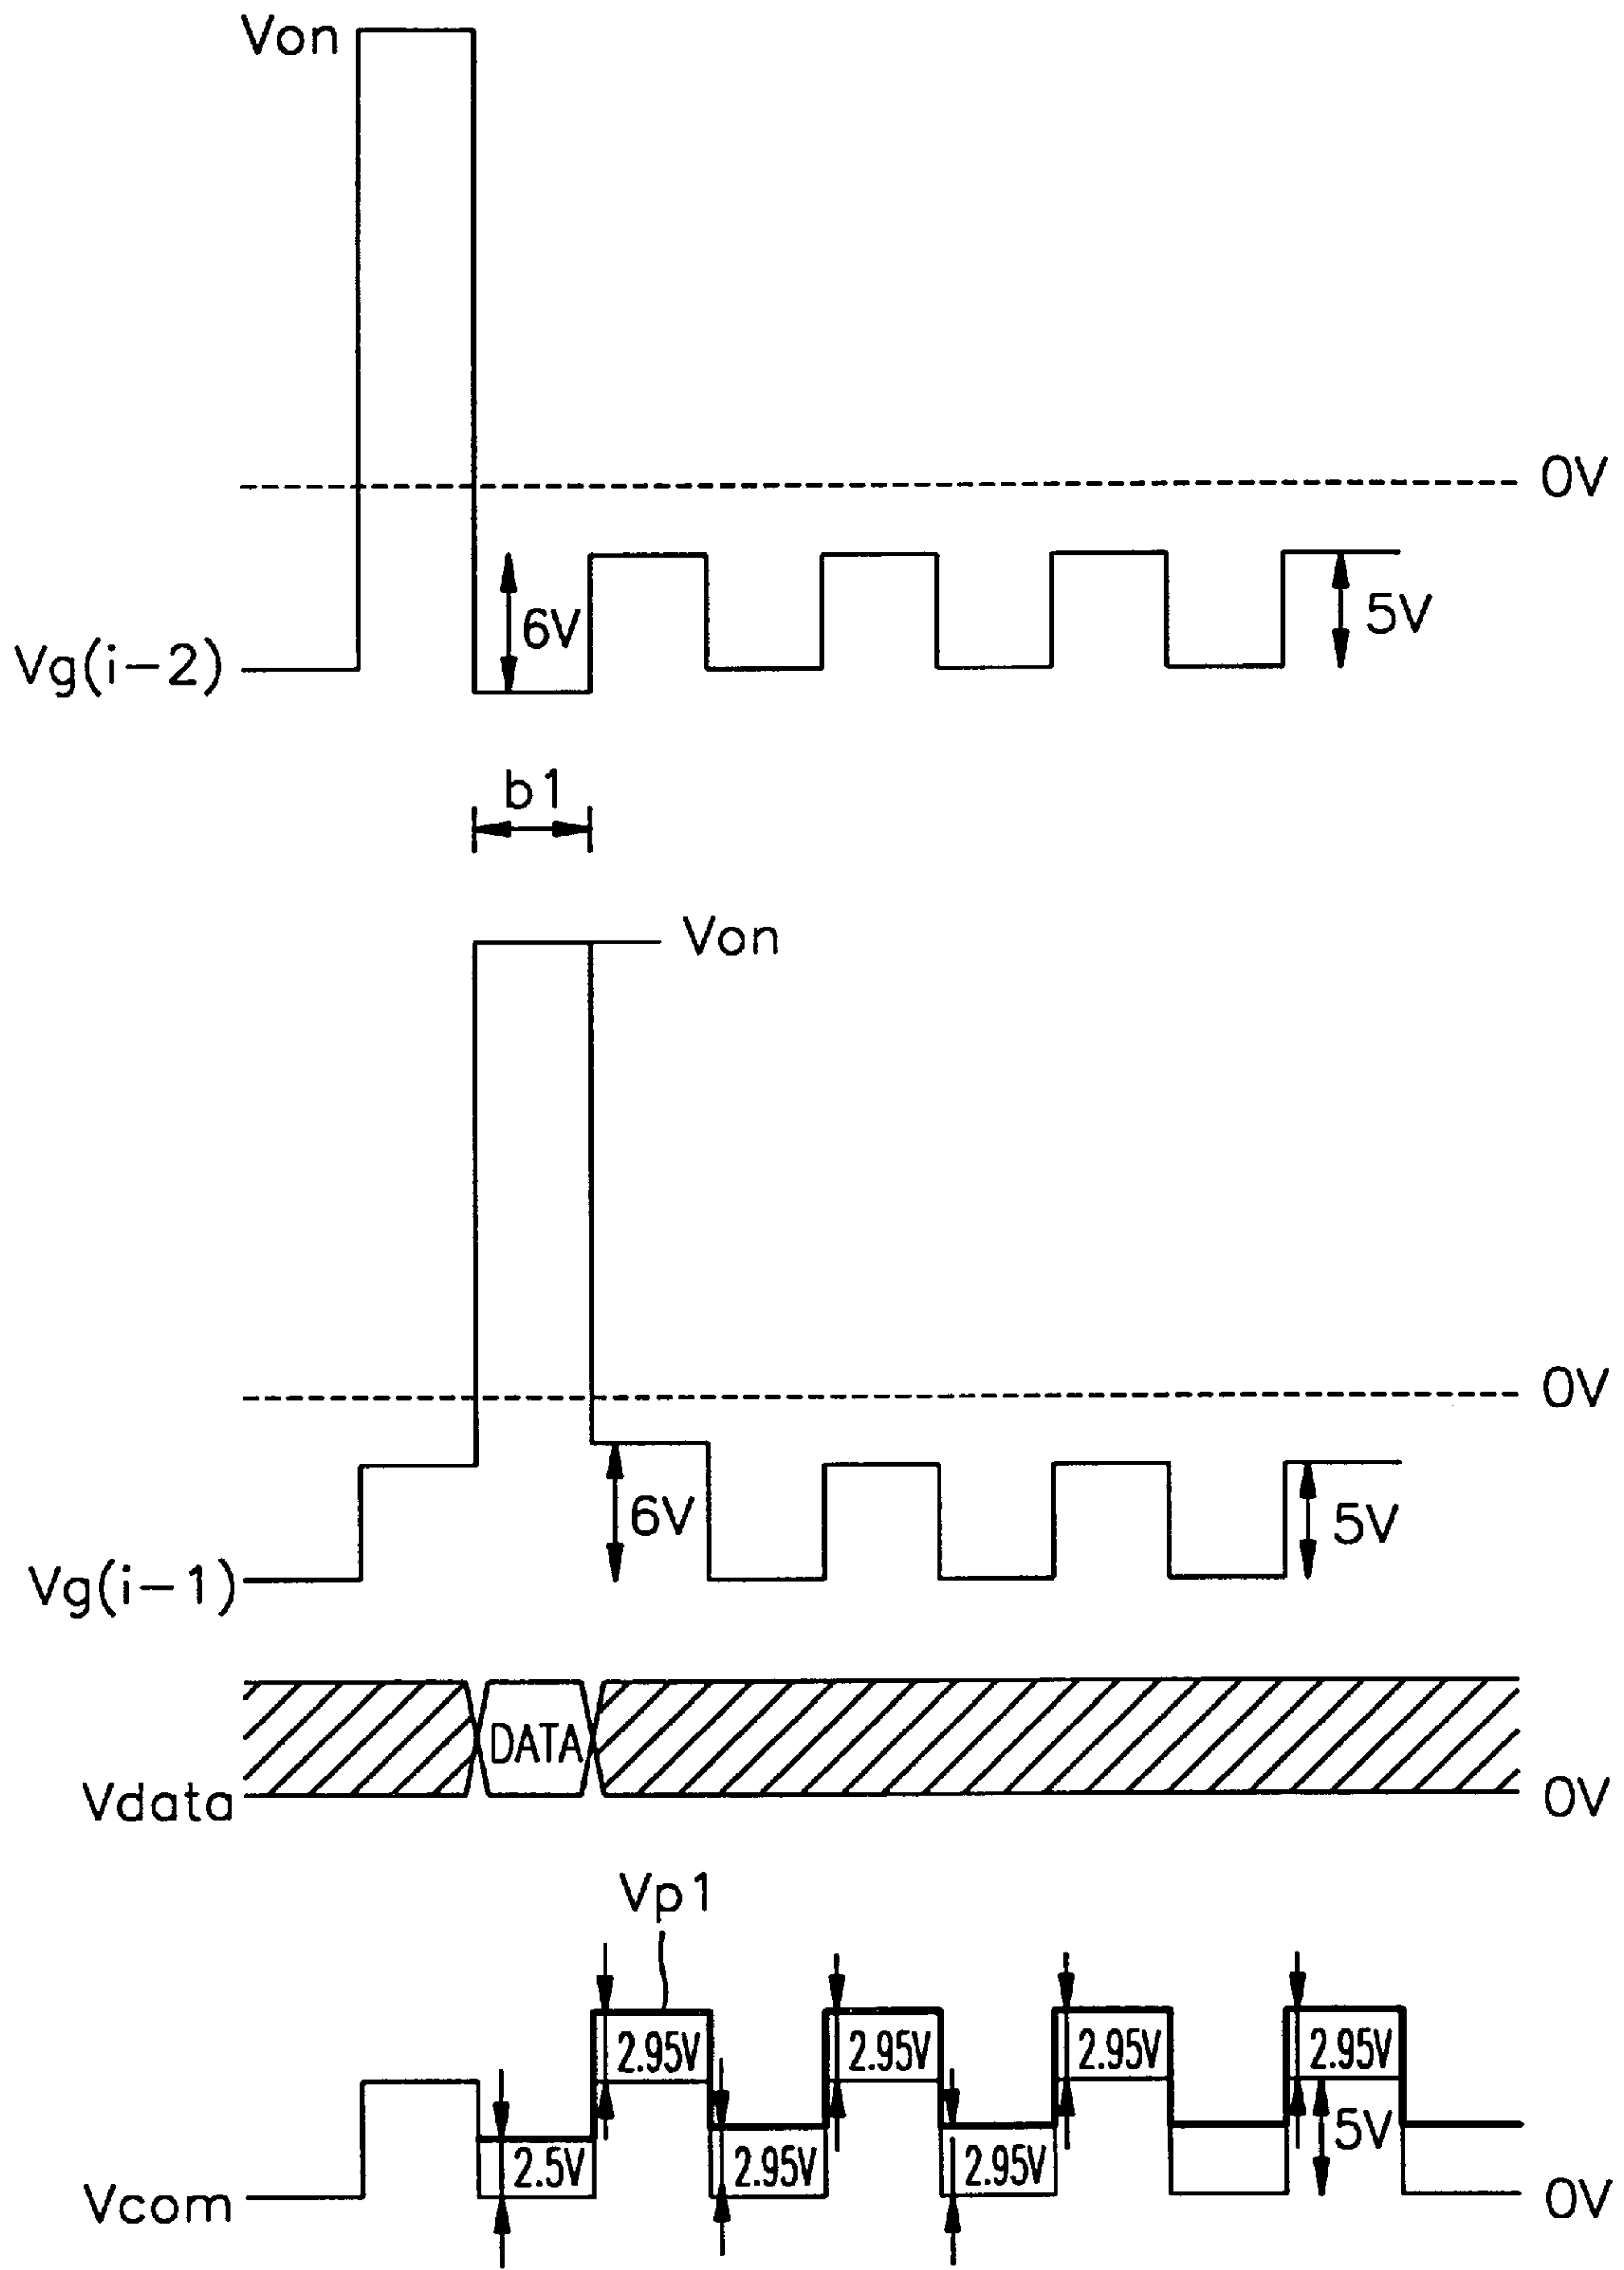 Von
0V
6V
5V
Vg(i-2)
b1
Von
0V
6V
5V
Vg(i-1)
DATA
Vdata
0V
Vp1
2.95V
2.95V
2.95V
2.95V
5V
2.5V
2.95V
2.95V
Vcom
0V